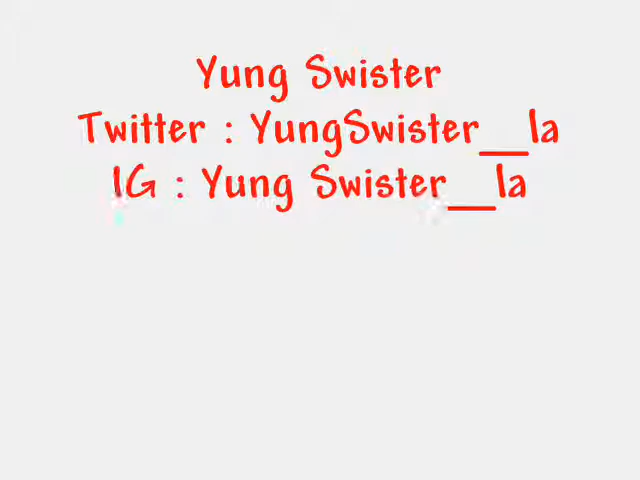 Yung Swister
Twitter : YungSwister__la
IG : Yung Swister__la